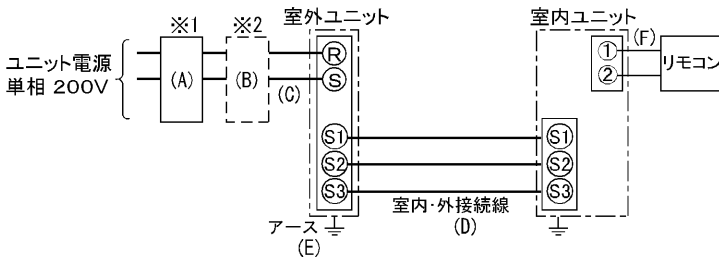 ※1
※2
室外ユニット
室内ユニット
ユニット電源
単相 200V
(A)
(B)
(C)
R
S
①
②
(F)
リモコン
S1
S2
S3
S1
S2
S3
室内・外接続線
(D)
アース
(E)